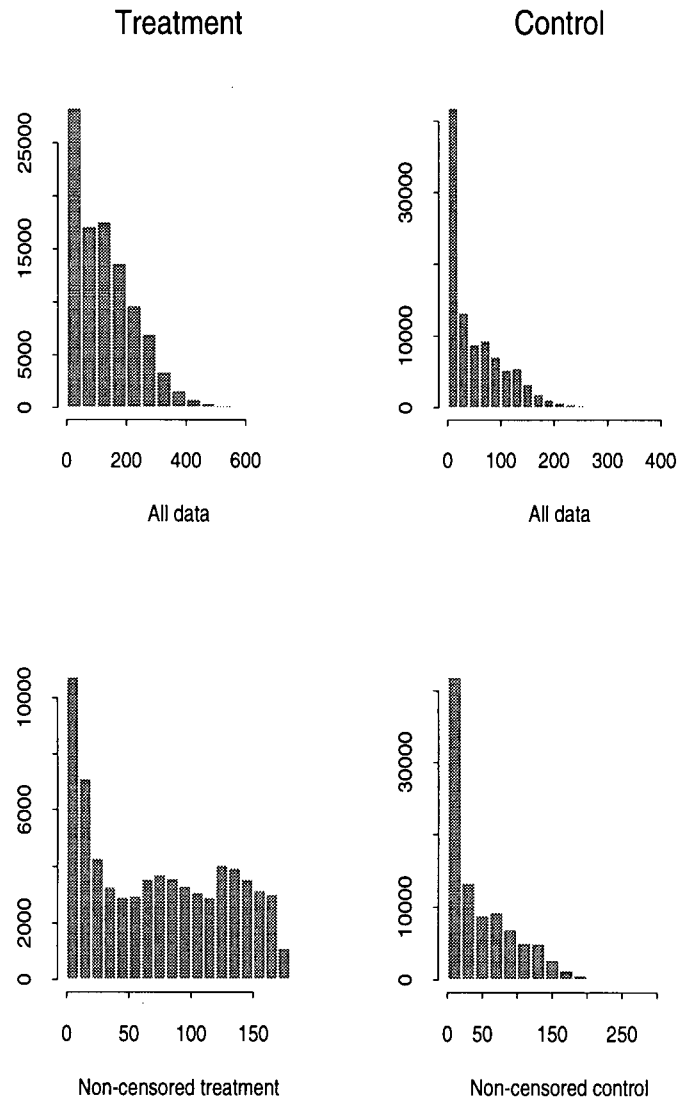 Treatment
Control
25000
15000
5000
0
0 200 400 600
All data
30000
10000
0
0 100 200 300 400
All data
10000
6000
2000
0
0 50 100 150
Non-censored treatment
30000
10000
0
0 50 150 250
Non-censored control